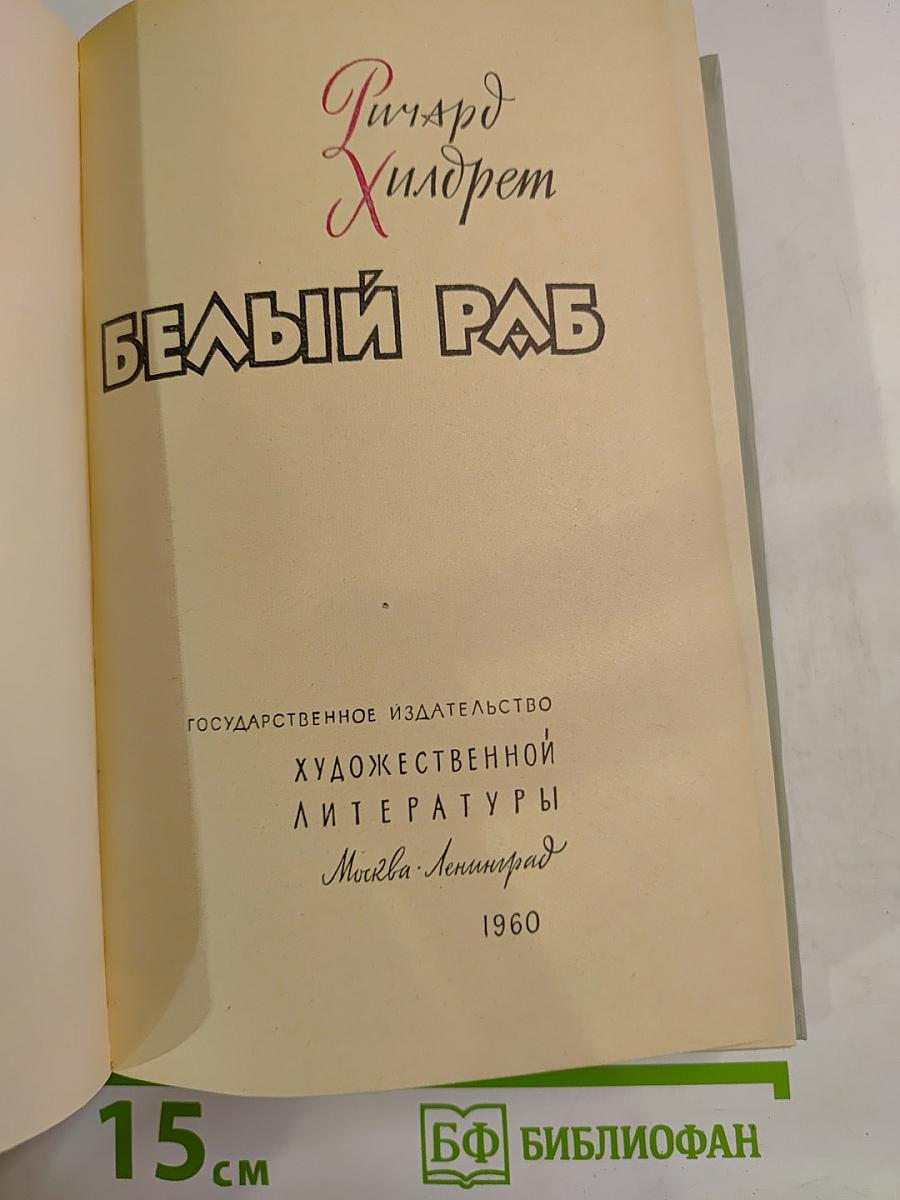 Ричард
Хилдрет
БЕЛЫЙ РАБ
ГОСУДАРСТВЕННОЕ ИЗДАТЕЛЬСТВО
ХУДОЖЕСТВЕННОЙ
ЛИТЕРАТУРЫ
Москва · Ленинград
1960
15 см
БФ БИБЛИОФАН